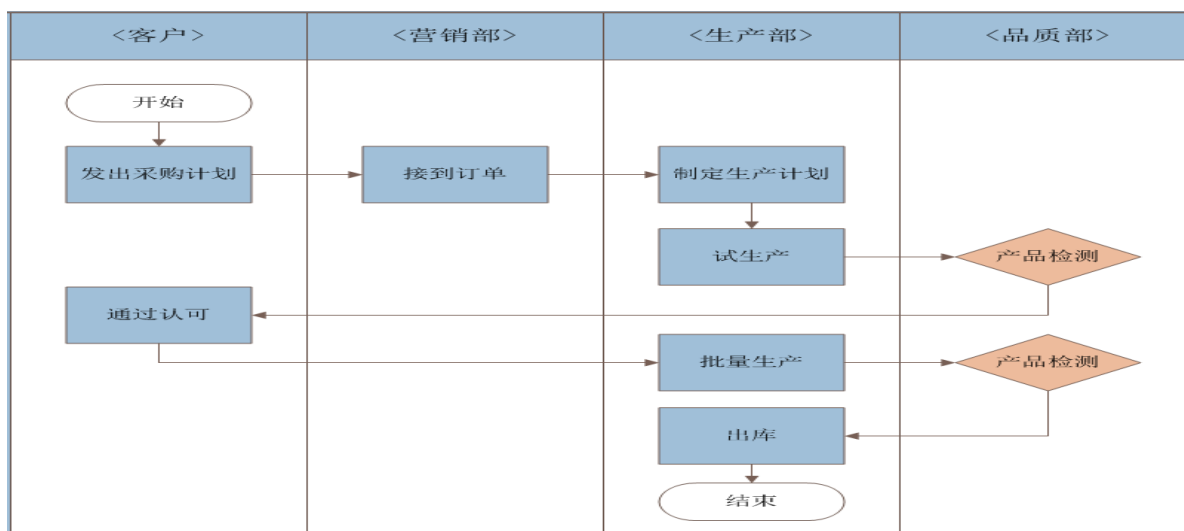 <客户>
<营销部>
<生产部>
<品质部>
开始
发出采购计划
接到订单
制定生产计划
试生产
产品检测
通过认可
批量生产
产品检测
出库
结束